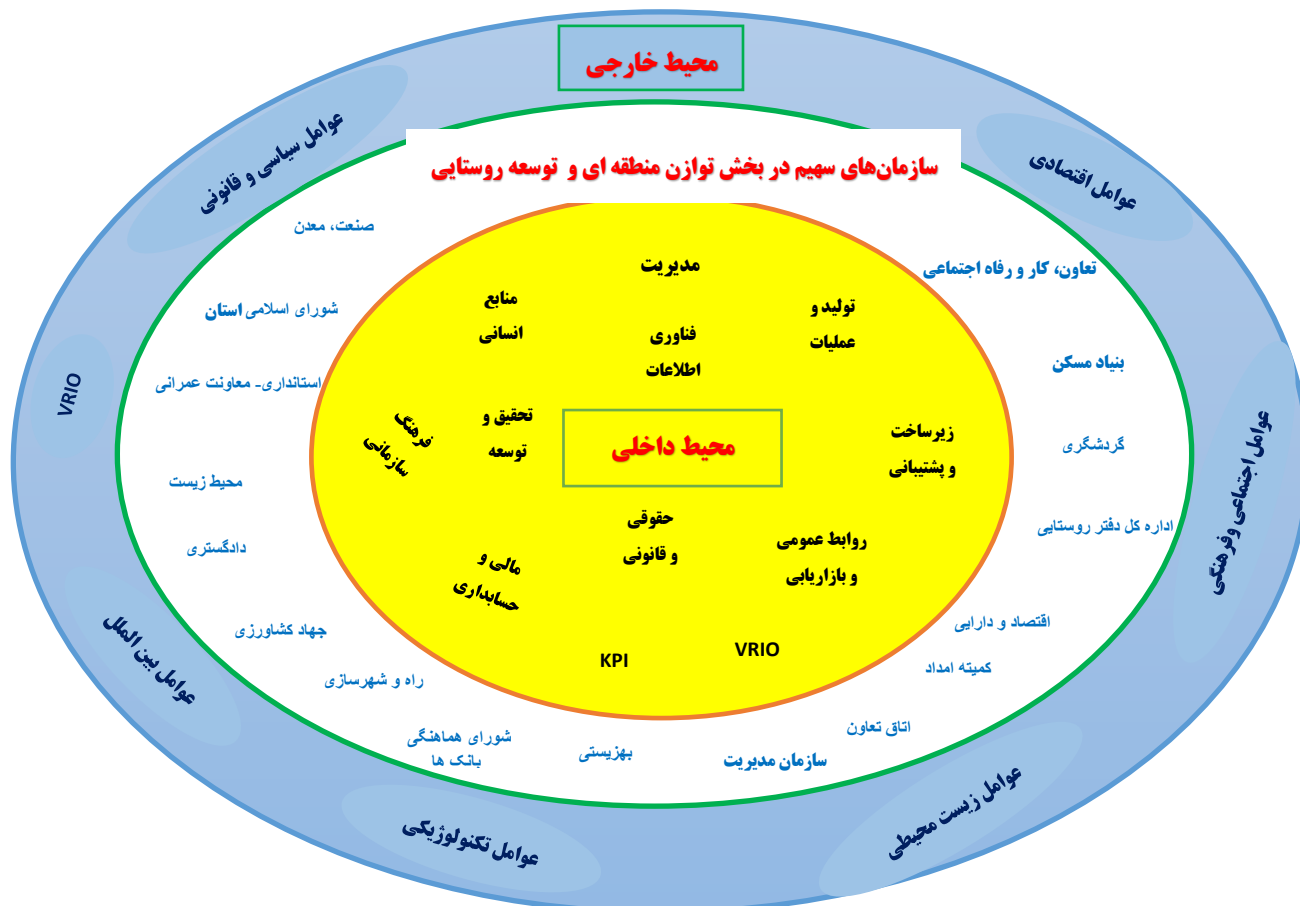 محیط خارجی
عوامل سیاسی و قانونی
عوامل اقتصادی
سازمان‌های سهیم در بخش توازن منطقه ای و توسعه روستایی
صنعت، معدن
تعاون، کار و رفاه اجتماعی
مدیریت
منابع
انسانی
تولید و
عملیات
شورای اسلامی استان
فناوری
اطلاعات
بنیاد مسکن
استانداری- معاونت عمرانی
VRIO
فرهنگ
سازمانی
تحقیق و
توسعه
محیط داخلی
زیرساخت
و پشتیبانی
گردشگری
عوامل اجتماعی وفرهنگی
محیط زیست
حقوقی
و قانونی
روابط عمومی
و بازاریابی
اداره کل دفتر روستایی
دادگستری
مالی و
حسابداری
جهاد کشاورزی
اقتصاد و دارایی
عوامل بین الملل
KPI
VRIO
کمیته امداد
راه و شهرسازی
اتاق تعاون
شورای هماهنگی
بانک ها
بهزیستی
سازمان مدیریت
عوامل تکنولوژیکی
عوامل زیست محیطی